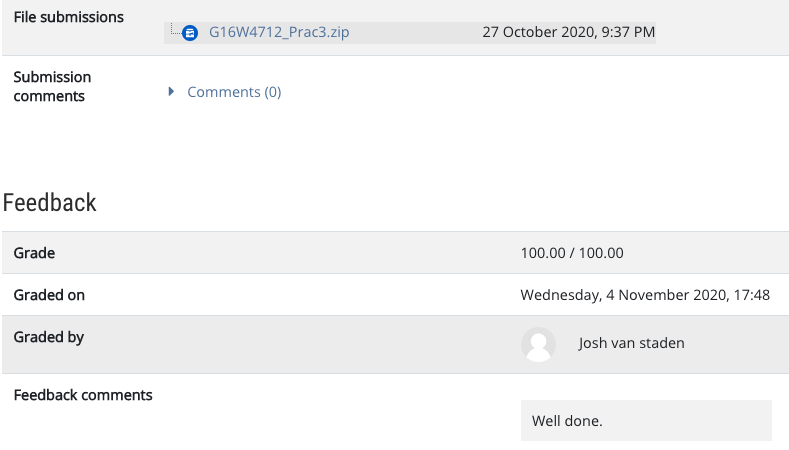 File submissions
G16W4712_Prac3.zip 27 October 2020, 9:37 PM
Submission
comments
Comments (0)
Feedback
Grade 100.00 / 100.00
Graded on Wednesday, 4 November 2020, 17:48
Graded by Josh van staden
Feedback comments
Well done.